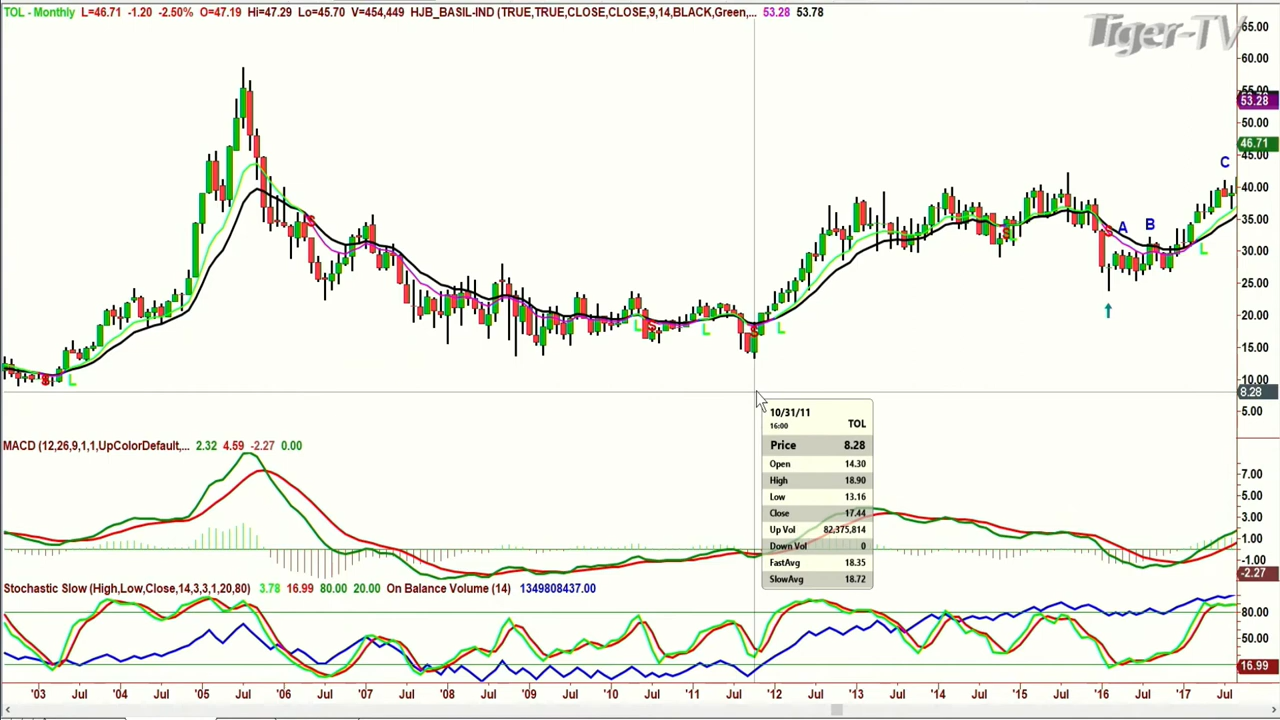 TOL - Monthly L=46.71 -1.20 -2.50% O=47.19 Hi=47.29 Lo=45.70 V=454,449 HJB_BASIL-IND (TRUE,TRUE,CLOSE,CLOSE,9,14,BLACK,Green,... 53.28 53.78
Tiger-TV
65.00
60.00
53.28
50.00
46.71
45.00
40.00
35.00
30.00
25.00
20.00
15.00
10.00
8.28
5.00
C
S
S
S
A
B
L
L
S
L
S
L
S
L
S
L
10/31/11
16:00
TOL
Price 8.28
Open 14.30
High 18.90
Low 13.16
Close 17.44
Up Vol 82,375,814
Down Vol 0
FastAvg 18.35
SlowAvg 18.72
MACD (12,26,9,1,1,UpColorDefault,... 2.32 4.59 -2.27 0.00
7.00
5.00
3.00
1.00
-1.00
-2.27
Stochastic Slow (High,Low,Close,14,3,3,1,20,80) 3.78 16.99 80.00 20.00 On Balance Volume (14) 1349808437.00
80.00
50.00
16.99
'03 Jul '04 Jul '05 Jul '06 Jul '07 Jul '08 Jul '09 Jul '10 Jul '11 Jul '12 Jul '13 Jul '14 Jul '15 Jul '16 Jul '17 Jul